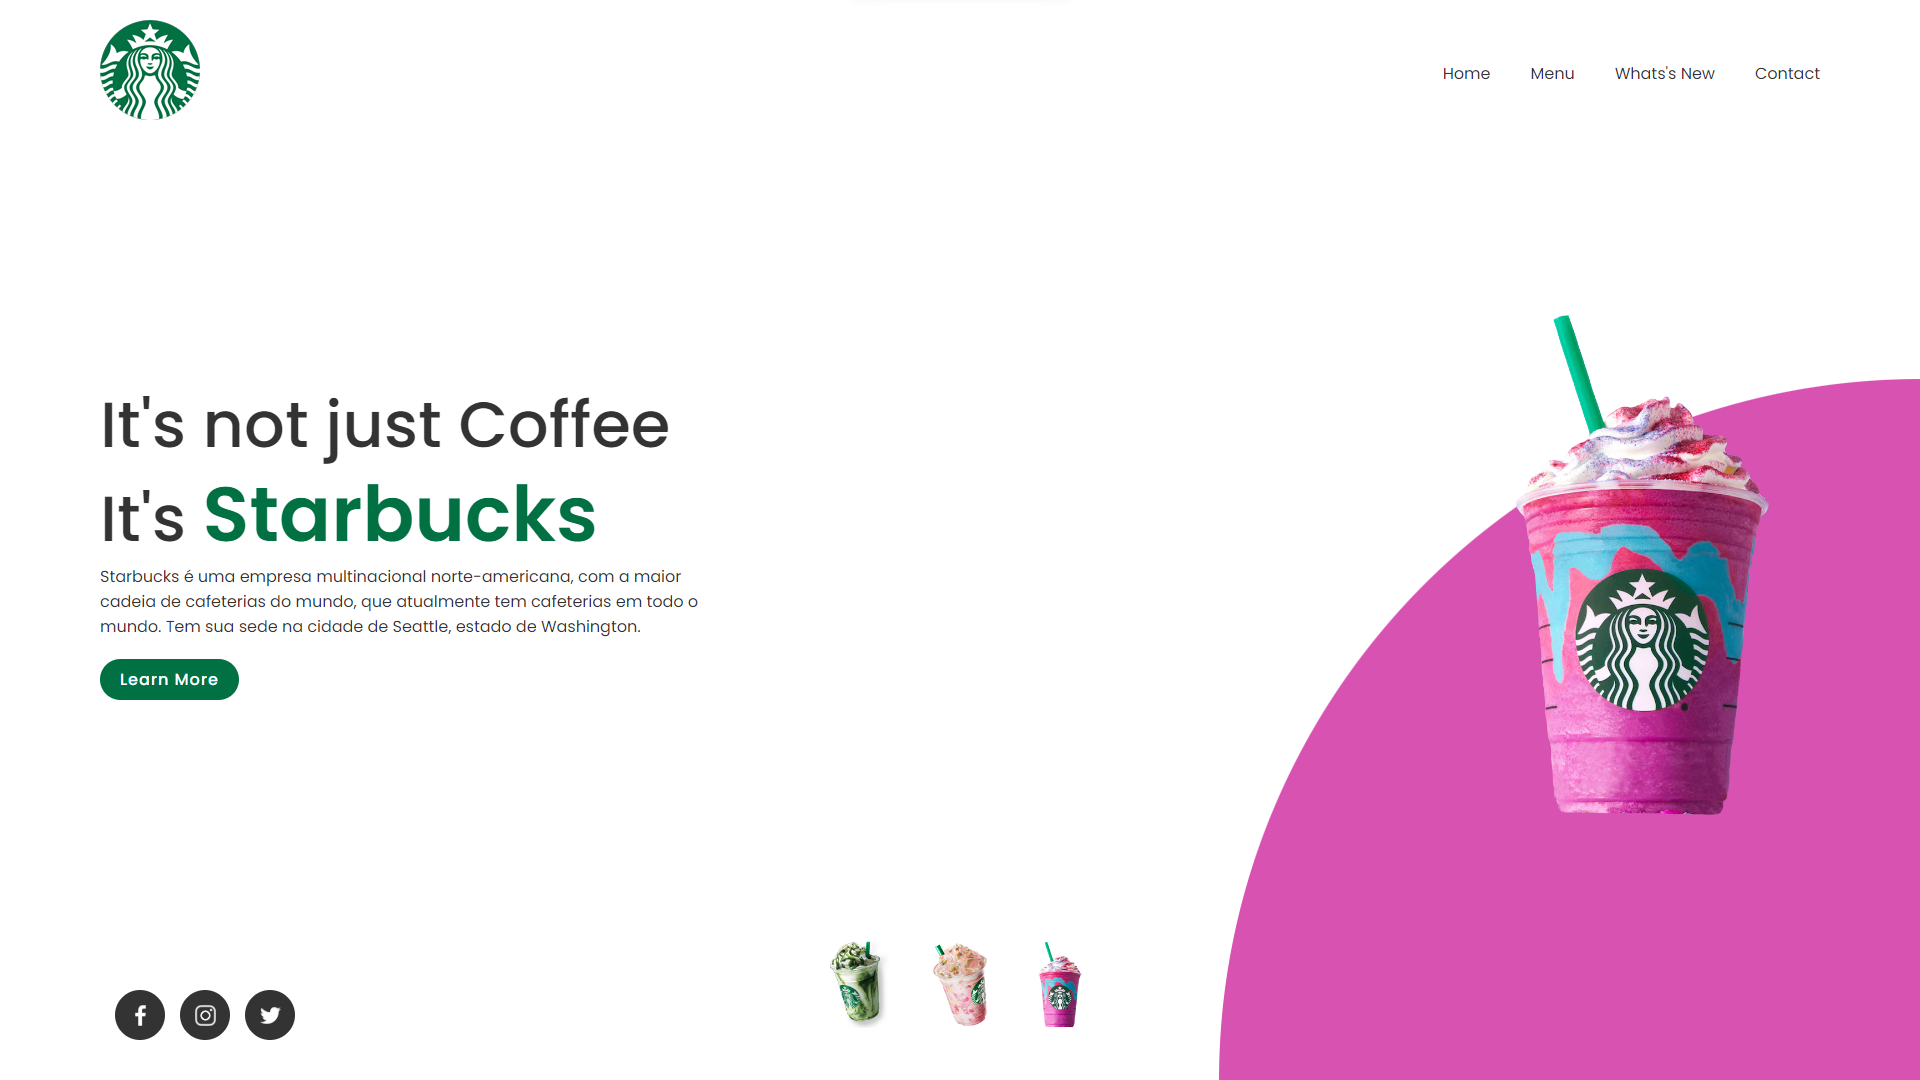 Home
Menu
Whats's New
Contact
It's not just Coffee
It's Starbucks
Starbucks é uma empresa multinacional norte-americana, com a maior
cadeia de cafeterias do mundo, que atualmente tem cafeterias em todo o
mundo. Tem sua sede na cidade de Seattle, estado de Washington.
Learn More